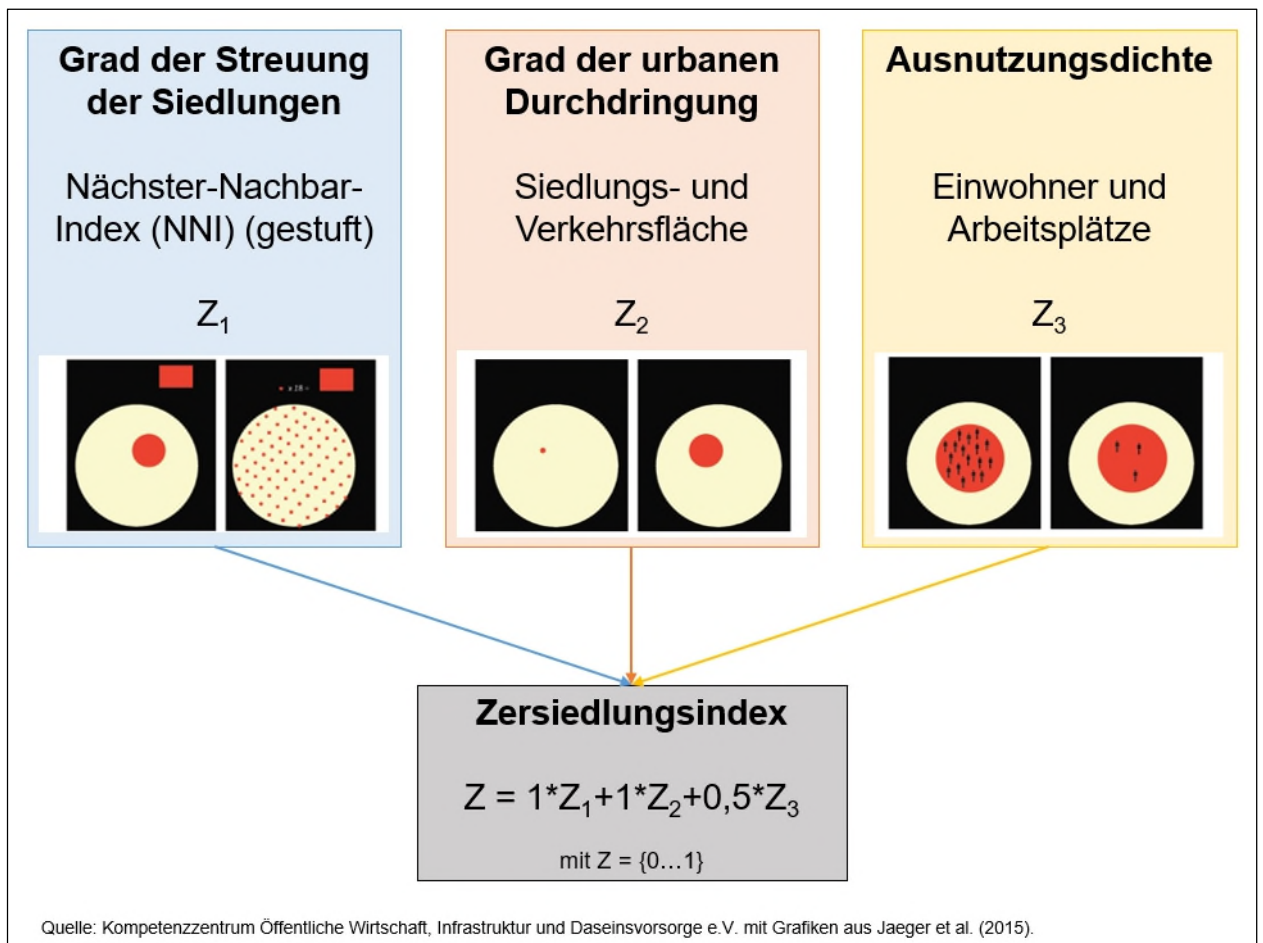 Grad der Streuung
der Siedlungen
Nächster-Nachbar-
Index (NNI) (gestuft)
Z₁
Grad der urbanen
Durchdringung
Siedlungs- und
Verkehrsfläche
Z₂
Ausnutzungsdichte
Einwohner und
Arbeitsplätze
Z₃
Zersiedlungsindex
Z = 1*Z₁+1*Z₂+0,5*Z₃
mit Z = {0…1}
Quelle: Kompetenzzentrum Öffentliche Wirtschaft, Infrastruktur und Daseinsvorsorge e.V. mit Grafiken aus Jaeger et al. (2015).